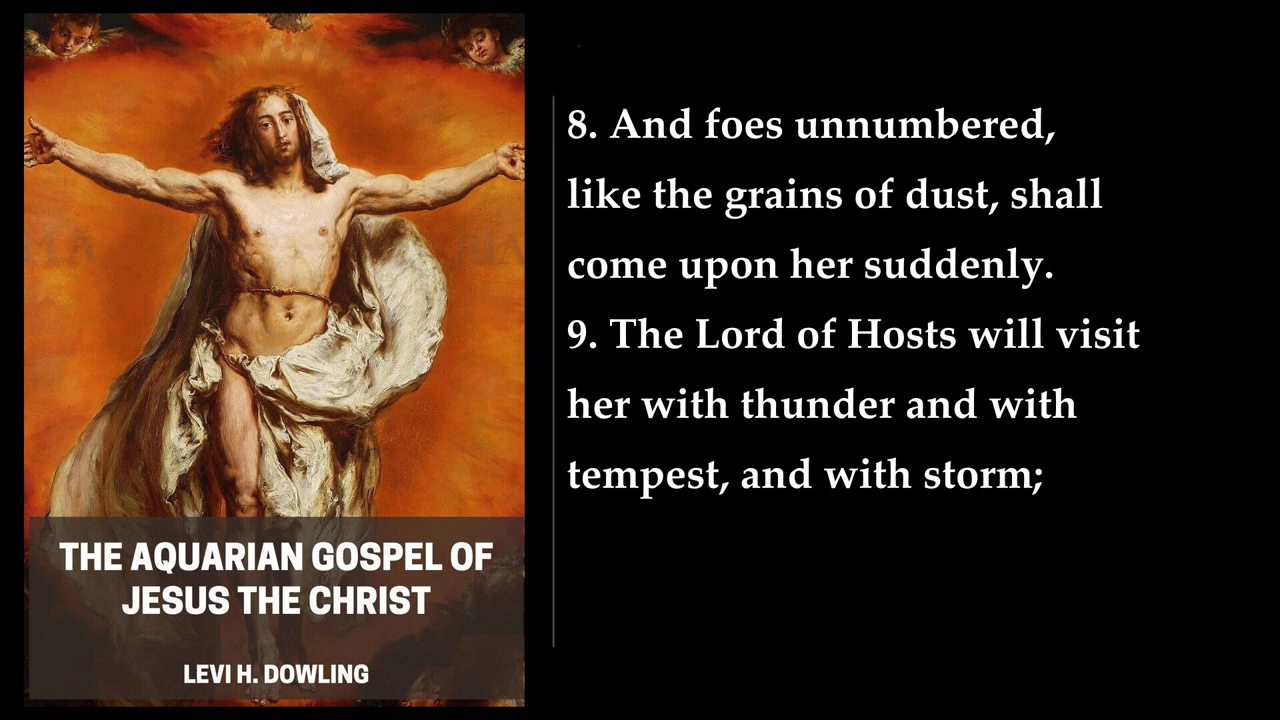 THE AQUARIAN GOSPEL OF
JESUS THE CHRIST
LEVI H. DOWLING
8. And foes unnumbered,
like the grains of dust, shall
come upon her suddenly.
9. The Lord of Hosts will visit
her with thunder and with
tempest, and with storm;